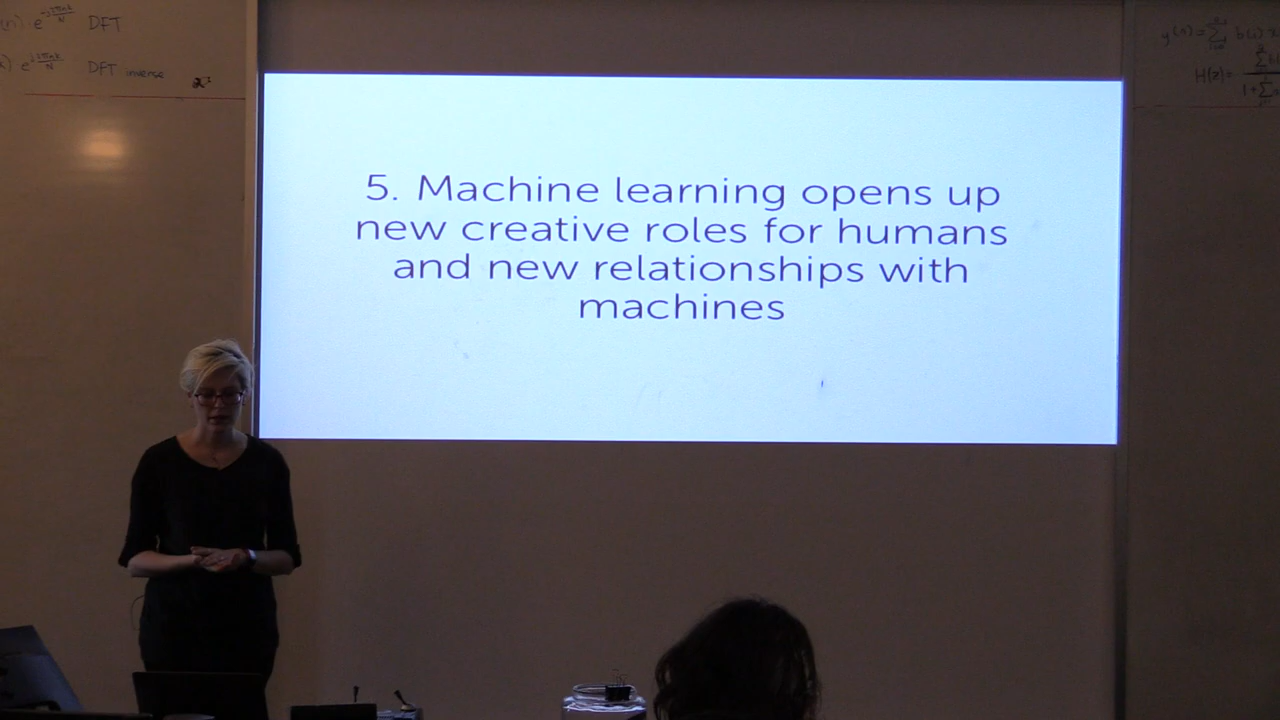 DFT
DFT inverse
5. Machine learning opens up
new creative roles for humans
and new relationships with
machines
y(n)=
H(z)=